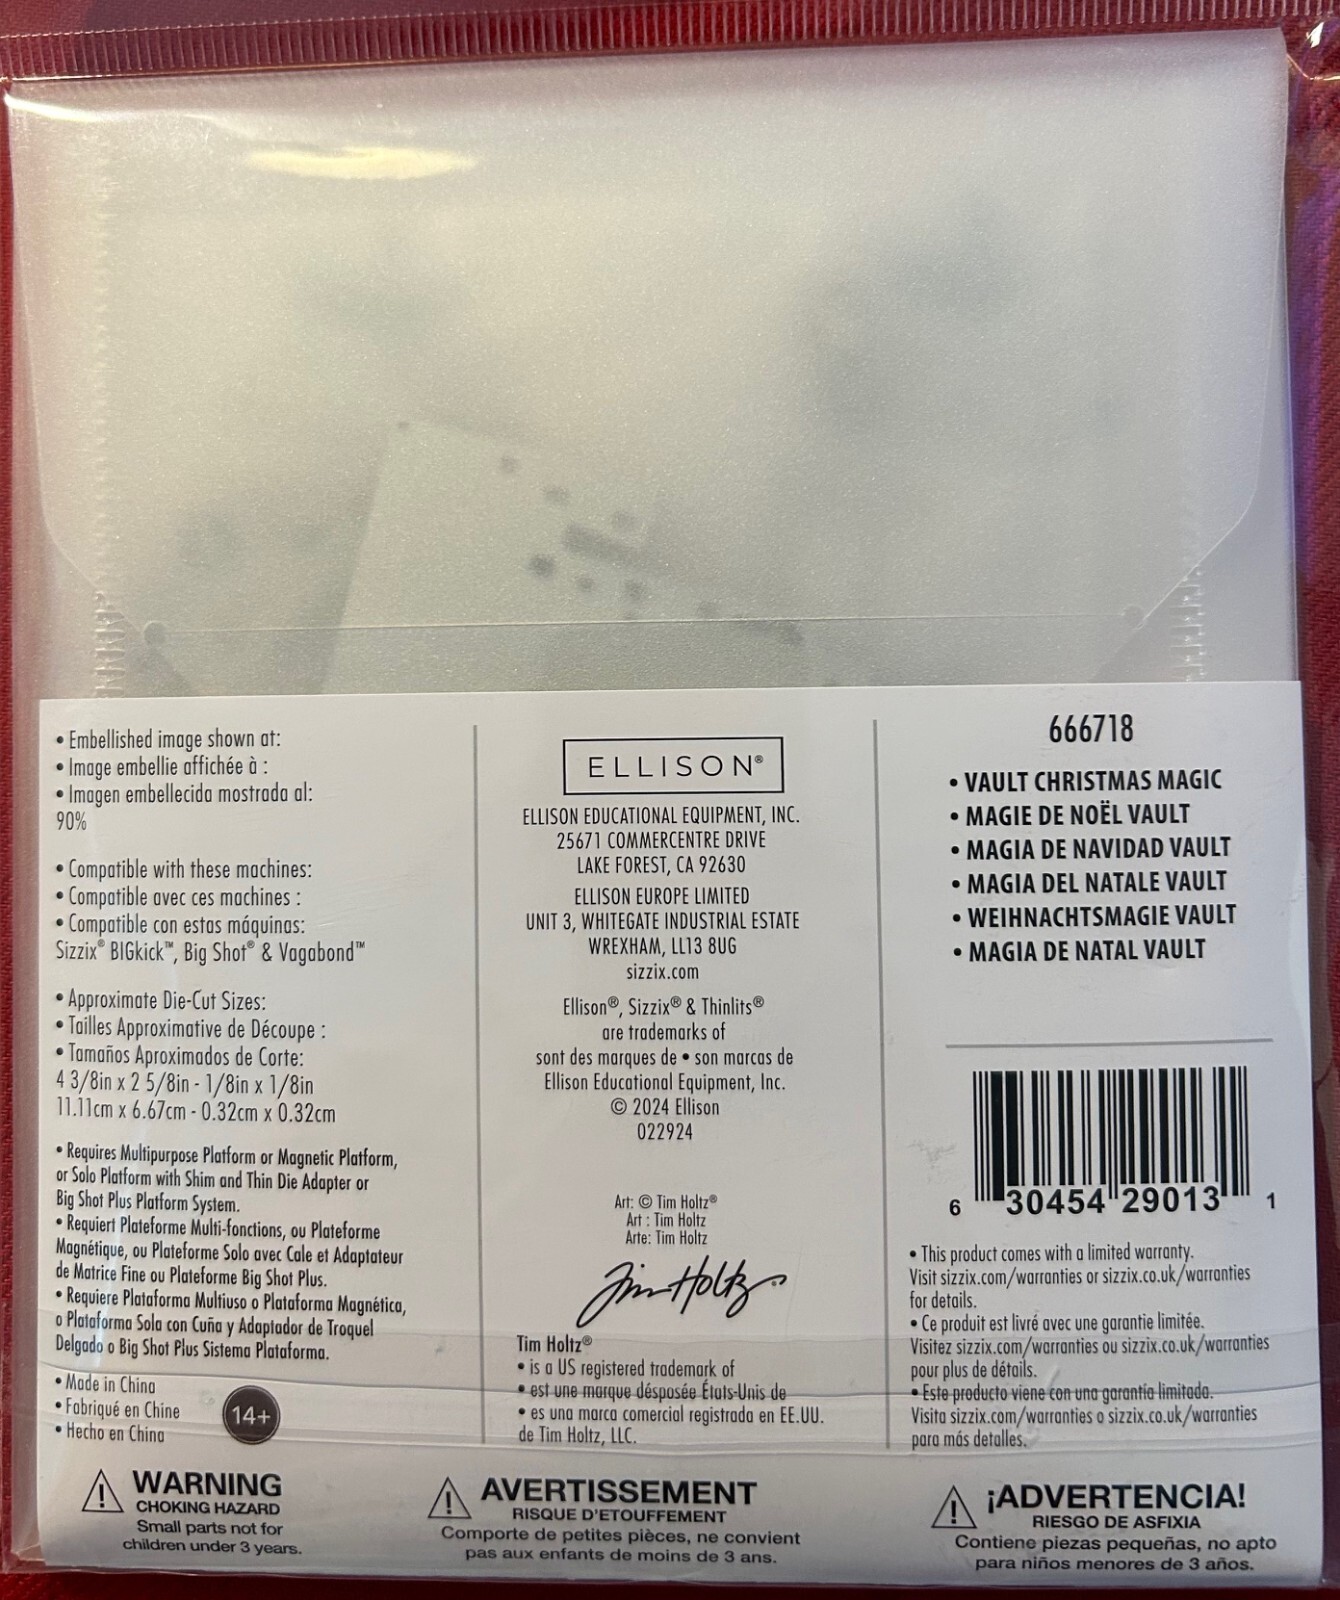 • Embellished image shown at:
• Image embellie affichée à :
• Imagen embellecida mostrada al:
90%
• Compatible with these machines:
• Compatible avec ces machines :
• Compatible con estas máquinas:
Sizzix® BIGkick™, Big Shot® & Vagabond™
• Approximate Die-Cut Sizes:
• Tailles Approximative de Découpe :
• Tamaños Aproximados de Corte:
4 3/8in x 2 5/8in - 1/8in x 1/8in
11.11cm x 6.67cm - 0.32cm x 0.32cm
• Requires Multipurpose Platform or Magnetic Platform,
or Solo Platform with Shim and Thin Die Adapter or
Big Shot Plus Platform System.
• Requiert Plateforme Multi-fonctions, ou Plateforme
Magnétique, ou Plateforme Solo avec Cale et Adaptateur
de Matrice Fine ou Plateforme Big Shot Plus.
• Requiere Plataforma Multiuso o Plataforma Magnética,
o Plataforma Sola con Cuña y Adaptador de Troquel
Delgado o Big Shot Plus Sistema Plataforma.
• Made in China
• Fabriqué en Chine
• Hecho en China
14+
ELLISON®
ELLISON EDUCATIONAL EQUIPMENT, INC.
25671 COMMERCENTRE DRIVE
LAKE FOREST, CA 92630
ELLISON EUROPE LIMITED
UNIT 3, WHITEGATE INDUSTRIAL ESTATE
WREXHAM, LL13 8UG
sizzix.com
Ellison®, Sizzix® & Thinlits®
are trademarks of
sont des marques de • son marcas de
Ellison Educational Equipment, Inc.
© 2024 Ellison
022924
Art: © Tim Holtz®
Art : Tim Holtz
Arte: Tim Holtz
Tim Holtz®
Tim Holtz®
• is a US registered trademark of
• est une marque désposée États-Unis de
• es una marca comercial registrada en EE.UU.
de Tim Holtz, LLC.
666718
• VAULT CHRISTMAS MAGIC
• MAGIE DE NOËL VAULT
• MAGIA DE NAVIDAD VAULT
• MAGIA DEL NATALE VAULT
• WEIHNACHTSMAGIE VAULT
• MAGIA DE NATAL VAULT
6 30454 29013 1
• This product comes with a limited warranty.
Visit sizzix.com/warranties or sizzix.co.uk/warranties
for details.
• Ce produit est livré avec une garantie limitée.
Visitez sizzix.com/warranties ou sizzix.co.uk/warranties
pour plus de détails.
• Este producto viene con una garantía limitada.
Visita sizzix.com/warranties o sizzix.co.uk/warranties
para más detalles.
WARNING
CHOKING HAZARD
Small parts not for
children under 3 years.
AVERTISSEMENT
RISQUE D'ETOUFFEMENT
Comporte de petites pièces, ne convient
pas aux enfants de moins de 3 ans.
¡ADVERTENCIA!
RIESGO DE ASFIXIA
Contiene piezas pequeñas, no apto
para niños menores de 3 años.